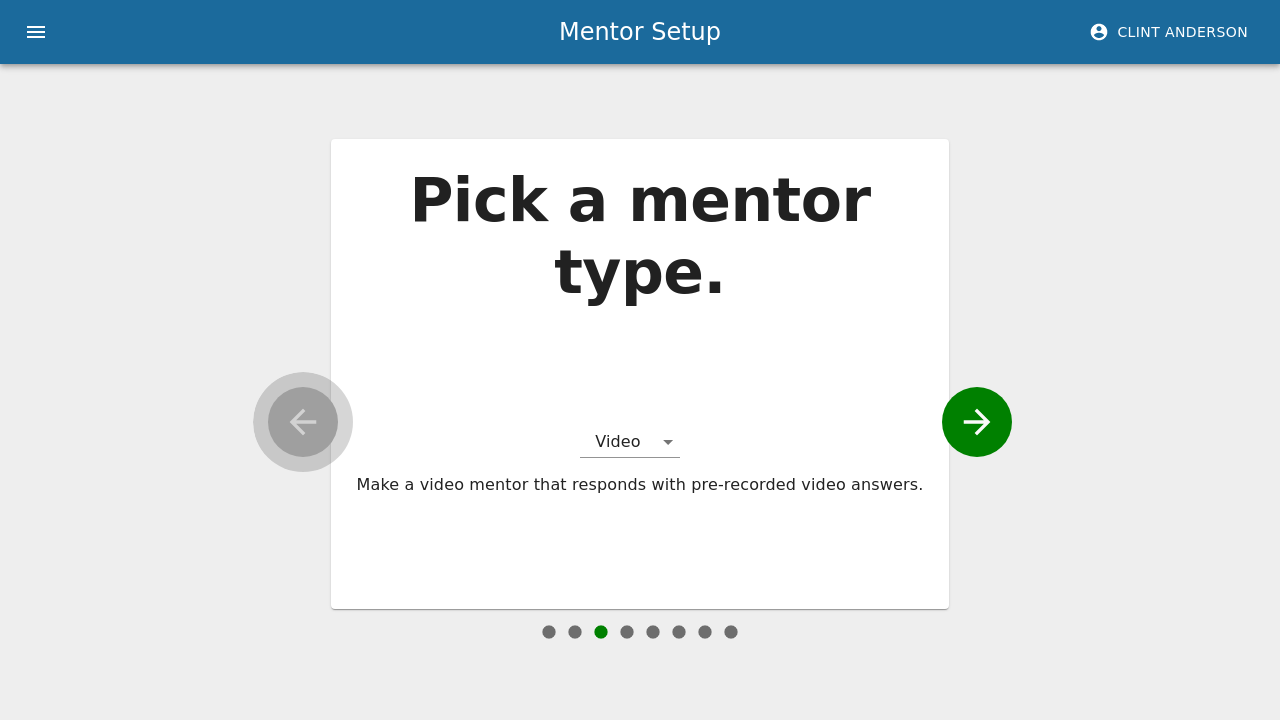 Mentor Setup
CLINT ANDERSON
Pick a mentor
type.
Video
Make a video mentor that responds with pre-recorded video answers.